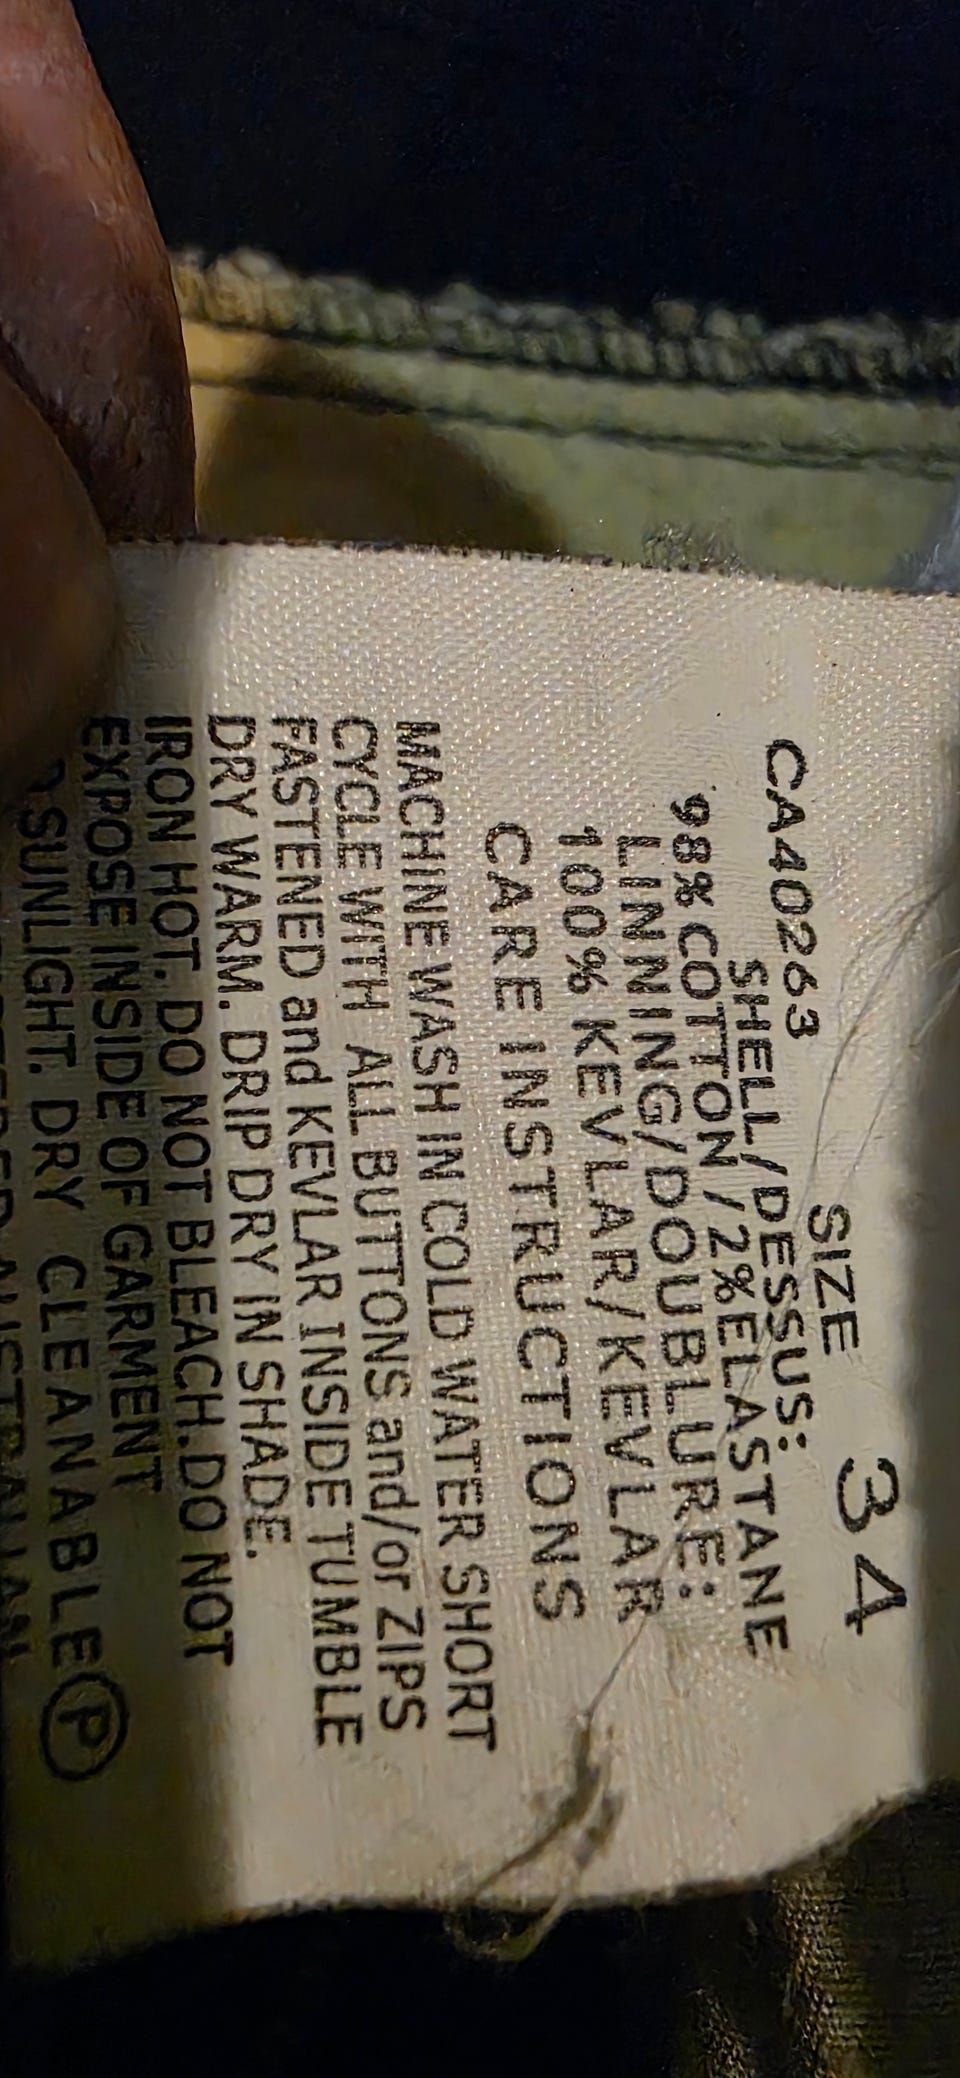 SIZE 34
CA40263
SHELL/DESSUS:
98% COTTON/2%ELASTANE
LINNING/DOUBLURE:
100% KEVLAR/KEVLAR
CARE INSTRUCTIONS
MACHINE WASH IN COLD WATER SHORT
CYCLE WITH ALL BUTTONS and/or ZIPS
FASTENED and KEVLAR INSIDE TUMBLE
DRY WARM. DRIP DRY IN SHADE.
IRON HOT. DO NOT BLEACH.DO NOT
EXPOSE INSIDE OF GARMENT
SUNLIGHT. DRY CLEANABLE Ⓟ